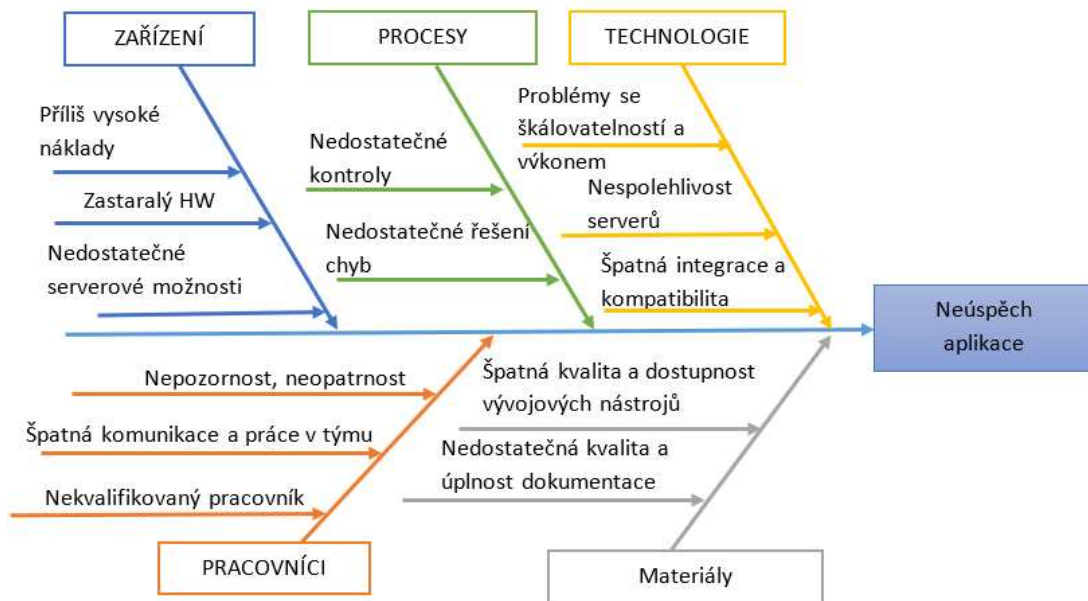 ZAŘÍZENÍ
PROCESY
TECHNOLOGIE
Příliš vysoké
náklady
Zastaralý HW
Nedostatečné
serverové možnosti
Nedostatečné
kontroly
Nedostatečné řešení
chyb
Problémy se
škálovatelností a
výkonem
Nespolehlivost
serverů
Špatná integrace a
kompatibilita
Neúspěch
aplikace
Nepozornost, neopatrnost
Špatná komunikace a práce v týmu
Nekvalifikovaný pracovník
Špatná kvalita a dostupnost
vývojových nástrojů
Nedostatečná kvalita a
úplnost dokumentace
PRACOVNÍCI
Materiály